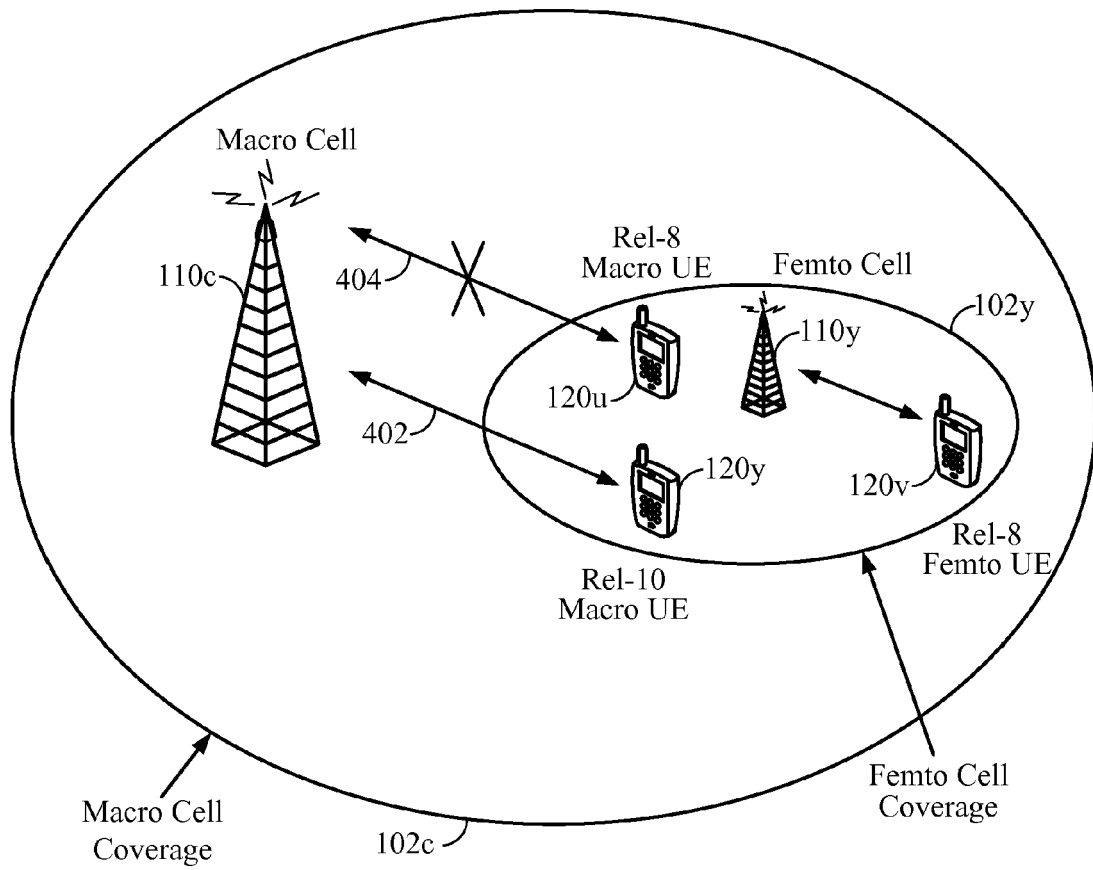 Macro Cell
110c
404
Rel-8
Macro UE
Femto Cell
102y
110y
120u
402
120y
120v
Rel-8
Femto UE
Rel-10
Macro UE
Macro Cell
Coverage
102c
Femto Cell
Coverage